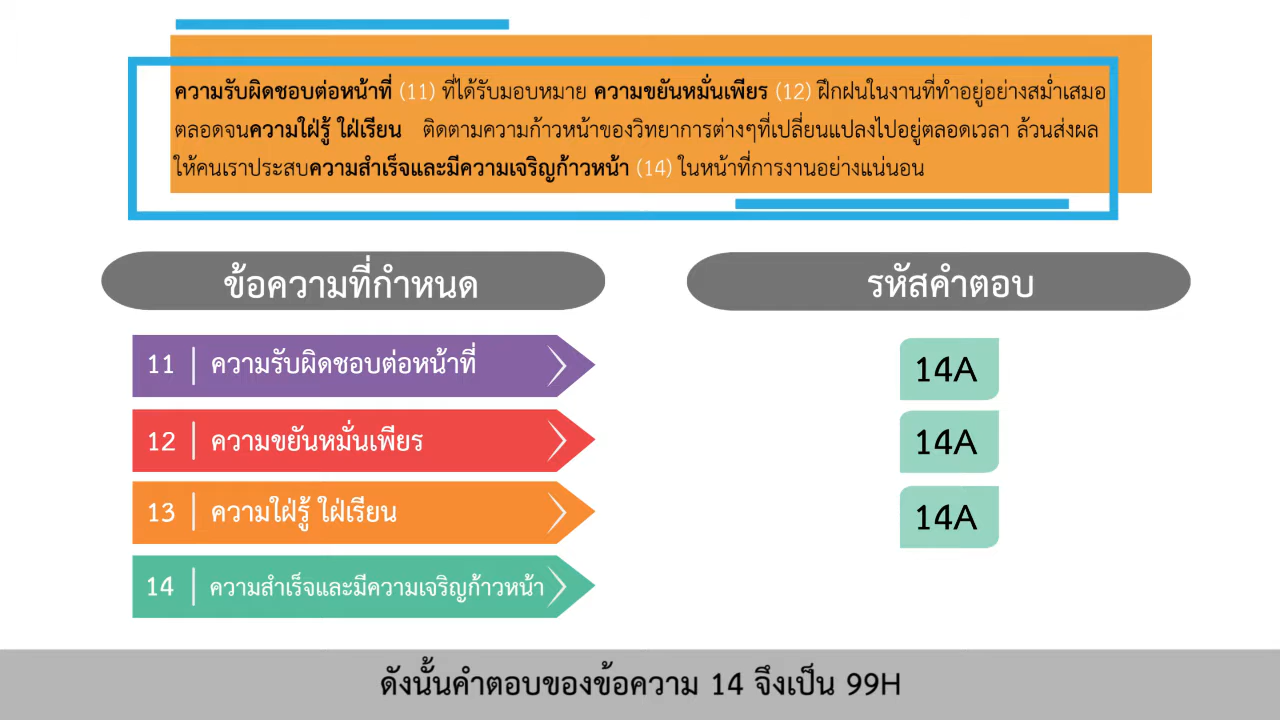 ความรับผิดชอบต่อหน้าที่ (11) ที่ได้รับมอบหมาย ความขยันหมั่นเพียร (12) ฝึกฝนในงานที่ทำอยู่อย่างสม่ำเสมอ
ตลอดจนความใฝ่รู้ ใฝ่เรียน ติดตามความก้าวหน้าของวิทยาการต่างๆที่เปลี่ยนแปลงไปอยู่ตลอดเวลา ล้วนส่งผล
ให้คนเราประสบความสำเร็จและมีความเจริญก้าวหน้า (14) ในหน้าที่การงานอย่างแน่นอน
ข้อความที่กำหนด
รหัสคำตอบ
11 ความรับผิดชอบต่อหน้าที่
14A
12 ความขยันหมั่นเพียร
14A
13 ความใฝ่รู้ ใฝ่เรียน
14A
14 ความสำเร็จและมีความเจริญก้าวหน้า
ดังนั้นคำตอบของข้อความ 14 จึงเป็น 99H